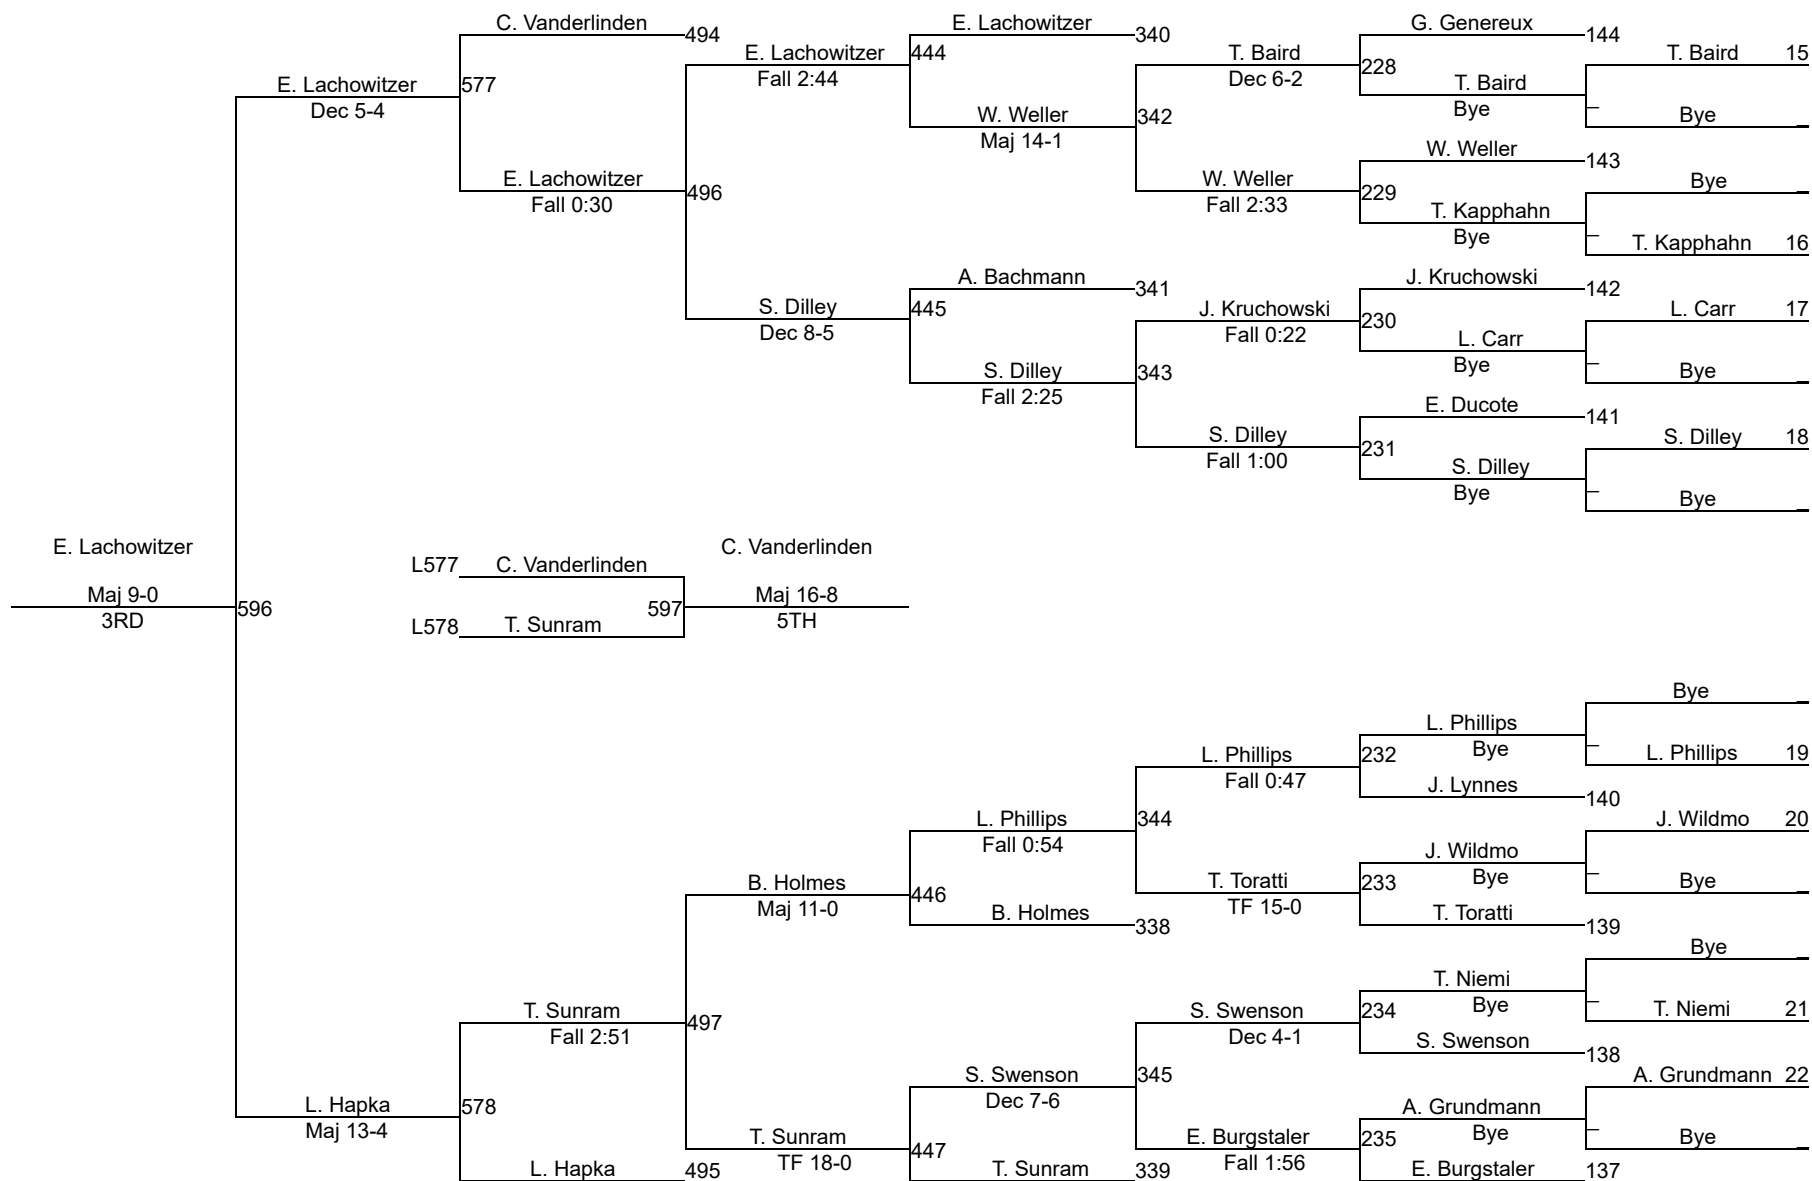 C. Vanderlinden
494
E. Lachowitzer
Dec 5-4
577
E. Lachowitzer
Fall 0:30
E. Lachowitzer
Fall 2:44
496
S. Dilley
Dec 8-5
E. Lachowitzer
340
444
W. Weller
Maj 14-1
A. Bachmann
341
445
S. Dilley
Fall 2:25
T. Baird
Dec 6-2
342
W. Weller
Fall 2:33
J. Kruchowski
Fall 0:22
343
S. Dilley
Fall 1:00
G. Genereux
144
228
T. Baird
Bye
W. Weller
143
229
T. Kapphahn
Bye
J. Kruchowski
142
230
L. Carr
Bye
E. Ducote
141
231
S. Dilley
Bye
T. Baird 15
Bye
Bye
T. Kapphahn 16
L. Carr 17
Bye
S. Dilley 18
Bye
E. Lachowitzer
Maj 9-0
3RD
596
L577 C. Vanderlinden
L578 T. Sunram
597
C. Vanderlinden
Maj 16-8
5TH
L. Hapka
Maj 13-4
T. Sunram
Fall 2:51
578
L. Hapka
495
B. Holmes
Maj 11-0
497
T. Sunram
TF 18-0
L. Phillips
Fall 0:54
446
B. Holmes
338
S. Swenson
Dec 7-6
447
T. Sunram
339
L. Phillips
Fall 0:47
344
T. Toratti
TF 15-0
S. Swenson
Dec 4-1
345
E. Burgstaler
Fall 1:56
L. Phillips
Bye
232
J. Lynnes
140
J. Wildmo
Bye
233
T. Toratti
139
T. Niemi
Bye
234
S. Swenson
138
A. Grundmann
Bye
235
E. Burgstaler
137
Bye
L. Phillips 19
J. Wildmo 20
Bye
Bye
T. Niemi 21
A. Grundmann 22
Bye